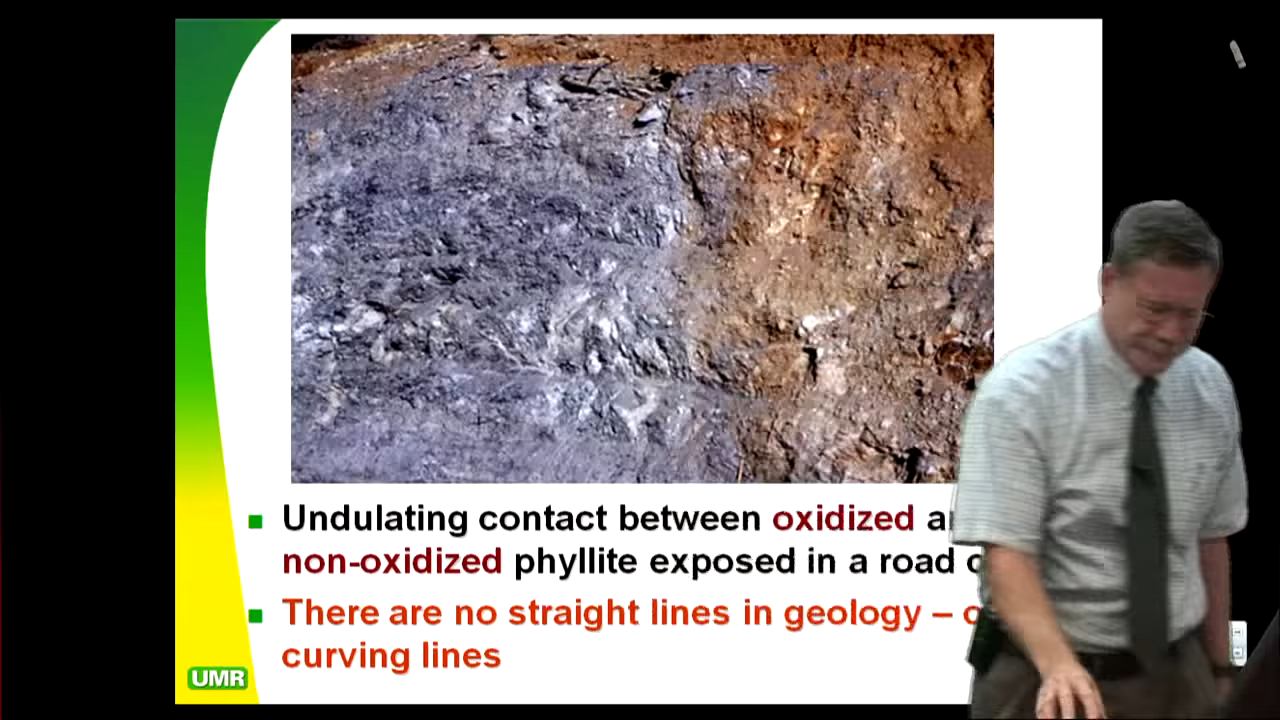 Undulating contact between oxidized
non-oxidized phyllite exposed in a road
There are no straight lines in geology –
curving lines
UMR